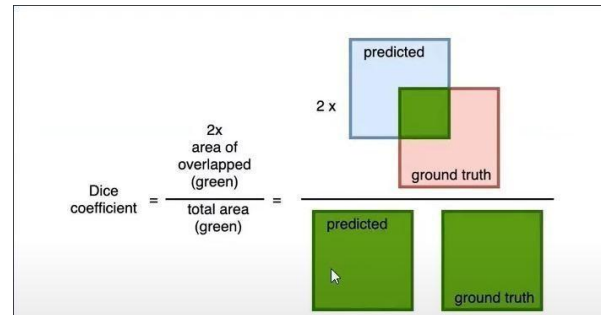 Dice
coefficient
=
2x
area of
overlapped
(green)
total area
(green)
=
2 x
predicted
ground truth
predicted
ground truth